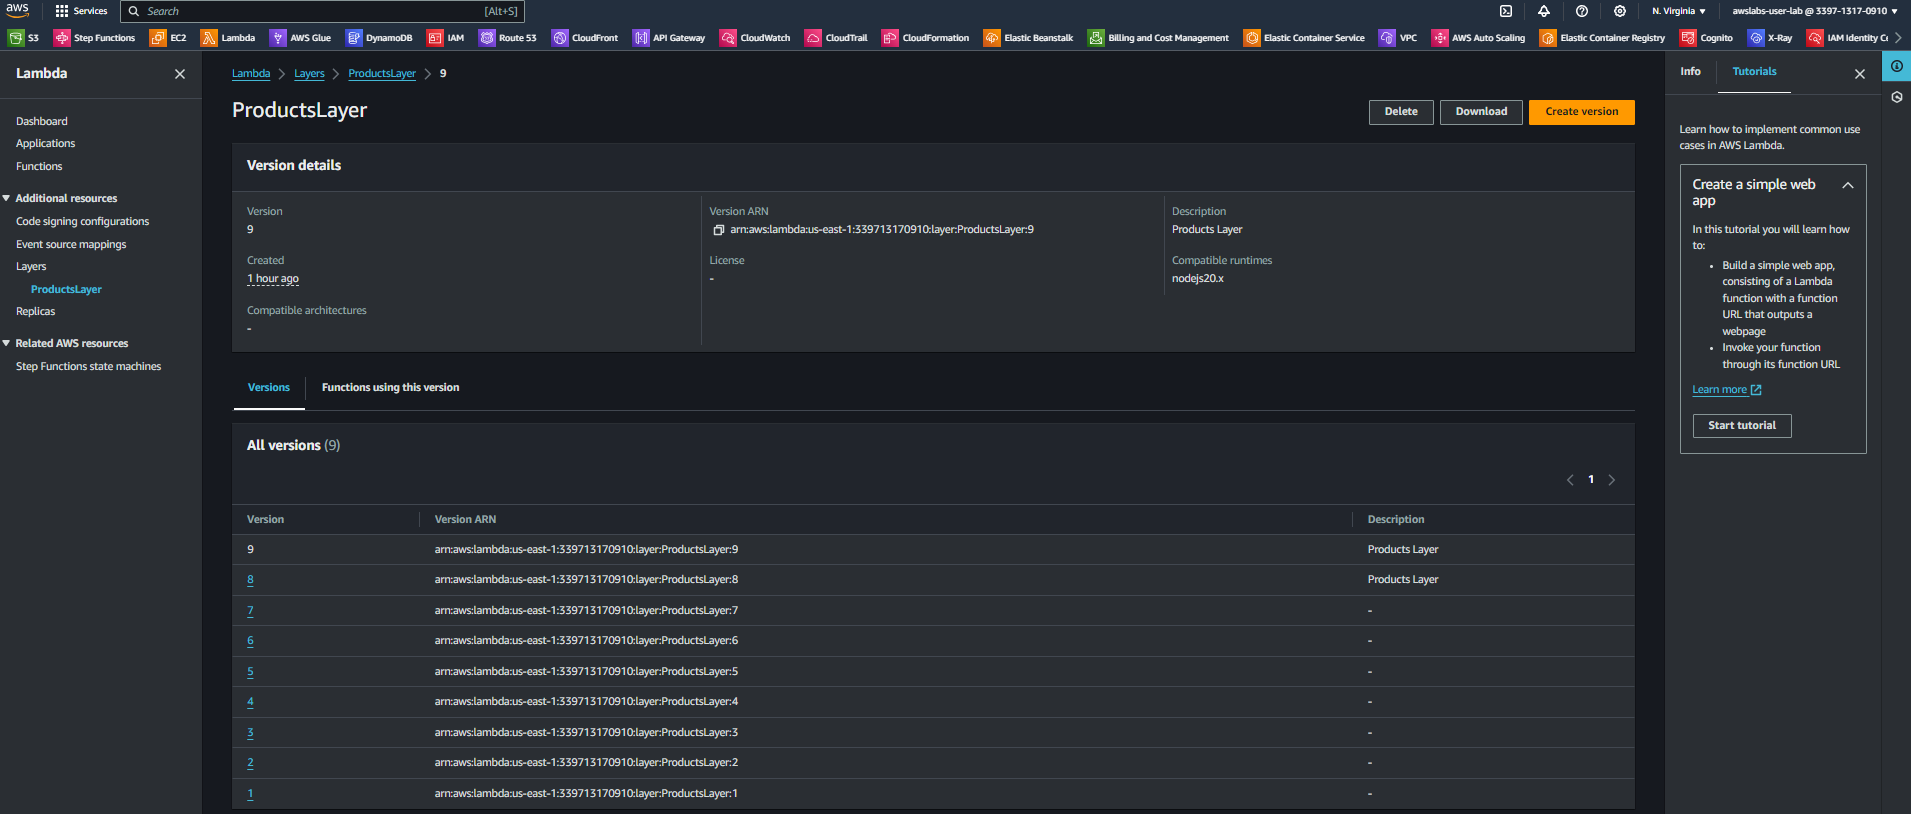 aws Services Search [Alt+S] N. Virginia awslabs-user-lab @ 3397-1317-0910
S3 Step Functions EC2 Lambda AWS Glue DynamoDB IAM Route 53 CloudFront API Gateway CloudWatch CloudTrail CloudFormation Elastic Beanstalk Billing and Cost Management Elastic Container Service VPC AWS Auto Scaling Elastic Container Registry Cognito X-Ray IAM Identity Ce
Lambda
Dashboard
Applications
Functions
Additional resources
Code signing configurations
Event source mappings
Layers
ProductsLayer
Replicas
Related AWS resources
Step Functions state machines
Lambda > Layers > ProductsLayer > 9
ProductsLayer
Delete Download Create version
Version details
Version
9
Created
1 hour ago
Compatible architectures
-
Version ARN
arn:aws:lambda:us-east-1:339713170910:layer:ProductsLayer:9
License
-
Description
Products Layer
Compatible runtimes
nodejs20.x
Versions Functions using this version
All versions (9)
1
Version Version ARN Description
9 arn:aws:lambda:us-east-1:339713170910:layer:ProductsLayer:9 Products Layer
8 arn:aws:lambda:us-east-1:339713170910:layer:ProductsLayer:8 Products Layer
7 arn:aws:lambda:us-east-1:339713170910:layer:ProductsLayer:7 -
6 arn:aws:lambda:us-east-1:339713170910:layer:ProductsLayer:6 -
5 arn:aws:lambda:us-east-1:339713170910:layer:ProductsLayer:5 -
4 arn:aws:lambda:us-east-1:339713170910:layer:ProductsLayer:4 -
3 arn:aws:lambda:us-east-1:339713170910:layer:ProductsLayer:3 -
2 arn:aws:lambda:us-east-1:339713170910:layer:ProductsLayer:2 -
1 arn:aws:lambda:us-east-1:339713170910:layer:ProductsLayer:1 -
Info Tutorials
Learn how to implement common use
cases in AWS Lambda.
Create a simple web
app
In this tutorial you will learn how
to:
• Build a simple web app,
consisting of a Lambda
function with a function
URL that outputs a
webpage
• Invoke your function
through its function URL
Learn more
Start tutorial